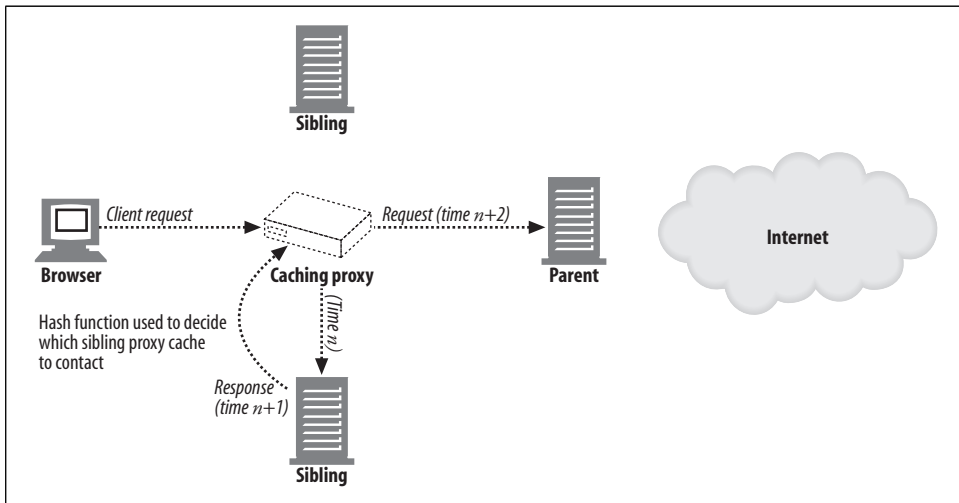 Sibling
Client request
Request (time n+2)
Internet
Browser
Caching proxy
Parent
(Time n)
Hash function used to decide
which sibling proxy cache
to contact
Response
(time n+1)
Sibling